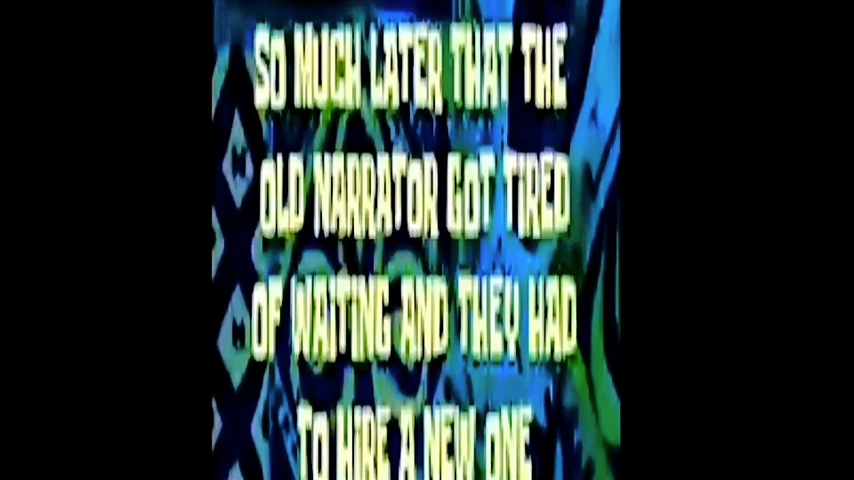 SO MUCH LATER THAT THE
OLD NARRATOR GOT TIRED
OF WAITING AND THEY HAD
TO HIRE A NEW ONE